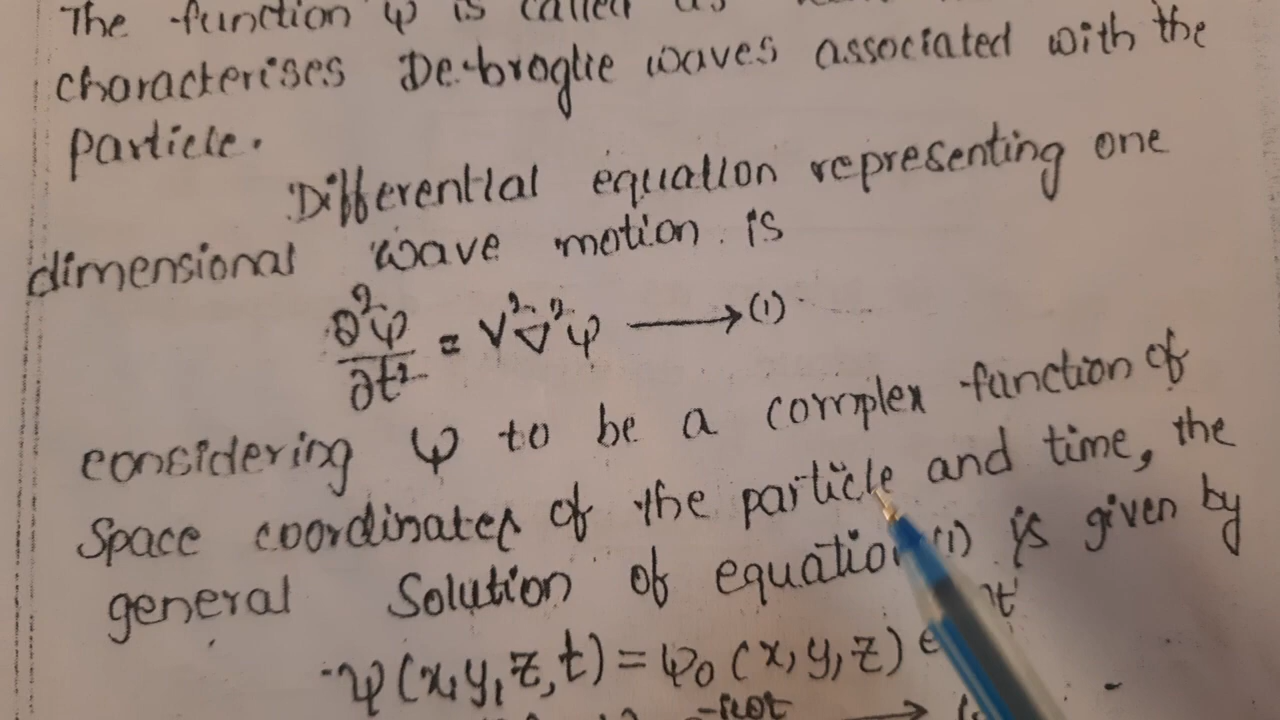 The function ψ is called as
characterises De-broglie waves associated with the
particle.
Differential equation representing one
dimensional wave motion is
∂²ψ/∂t² = v²∇²ψ ⟶ (1)
considering ψ to be a complex function of
space coordinates of the particle and time, the
general solution of equation (1) is given by
ψ(x,y,z,t) = ψ₀ (x,y,z) e